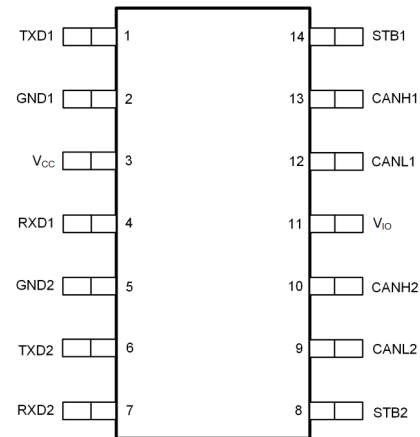 TXD1 1 14 STB1
GND1 2 13 CANH1
VCC 3 12 CANL1
RXD1 4 11 VIO
GND2 5 10 CANH2
TXD2 6 9 CANL2
RXD2 7 8 STB2